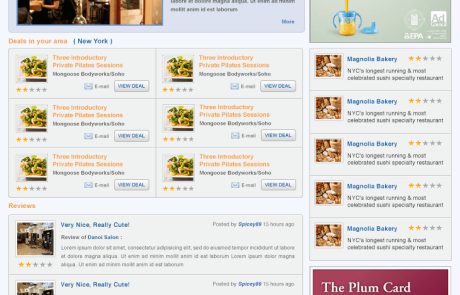 incididunt ut labore et dolore magna aliqua. Ut enim ad minim
mollit anim id est laborum
More
Deals in your area ( New York )
Three Introductory
Private Pilates Sessions
Mongoose Bodyworks/Soho
E-mail VIEW DEAL
Three Introductory
Private Pilates Sessions
Mongoose Bodyworks/Soho
E-mail VIEW DEAL
Three Introductory
Private Pilates Sessions
Mongoose Bodyworks/Soho
E-mail VIEW DEAL
Three Introductory
Private Pilates Sessions
Mongoose Bodyworks/Soho
E-mail VIEW DEAL
Three Introductory
Private Pilates Sessions
Mongoose Bodyworks/Soho
E-mail VIEW DEAL
Three Introductory
Private Pilates Sessions
Mongoose Bodyworks/Soho
E-mail VIEW DEAL
Reviews
Very Nice, Really Cute! Posted by Spicey89 15 hours ago
Review of Danos Salon :
Lorem ipsum dolor sit amet, consectetur adipisicing elit, sed do eiusmod tempor
incididunt ut labore et dolore magna aliqua. Ut enim ad minim veniam, quis
aliqua. Ut enim ad minim mollit anim id est laborum
Very Nice, Really Cute! Posted by Spicey89 15 hours ago
EPA
Ad
Magnolia Bakery
NYC's longest running & most
celebrated sushi specialty restaurant
Magnolia Bakery
NYC's longest running & most
celebrated sushi specialty restaurant
Magnolia Bakery
NYC's longest running & most
celebrated sushi specialty restaurant
Magnolia Bakery
NYC's longest running & most
celebrated sushi specialty restaurant
Magnolia Bakery
NYC's longest running & most
celebrated sushi specialty restaurant
The Plum Card